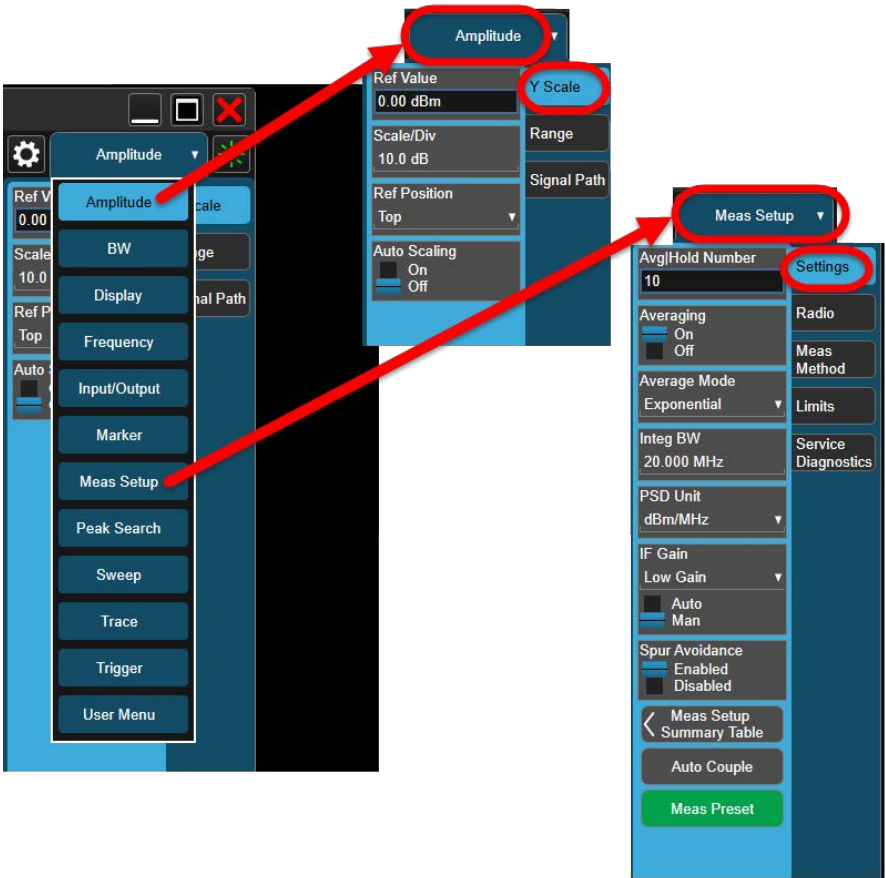 Amplitude
Ref Value
0.00 dBm
Scale/Div
10.0 dB
Ref Position
Top
Auto Scaling
On
Off
Y Scale
Range
Signal Path
Amplitude
Ref V
0.00
Scale
10.0
Ref P
Top
Auto
cale
ge
nal Path
Amplitude
BW
Display
Frequency
Input/Output
Marker
Meas Setup
Peak Search
Sweep
Trace
Trigger
User Menu
Meas Setup
Avg|Hold Number
10
Averaging
On
Off
Average Mode
Exponential
Integ BW
20.000 MHz
PSD Unit
dBm/MHz
IF Gain
Low Gain
Auto
Man
Spur Avoidance
Enabled
Disabled
Meas Setup
Summary Table
Auto Couple
Meas Preset
Settings
Radio
Meas
Method
Limits
Service
Diagnostics